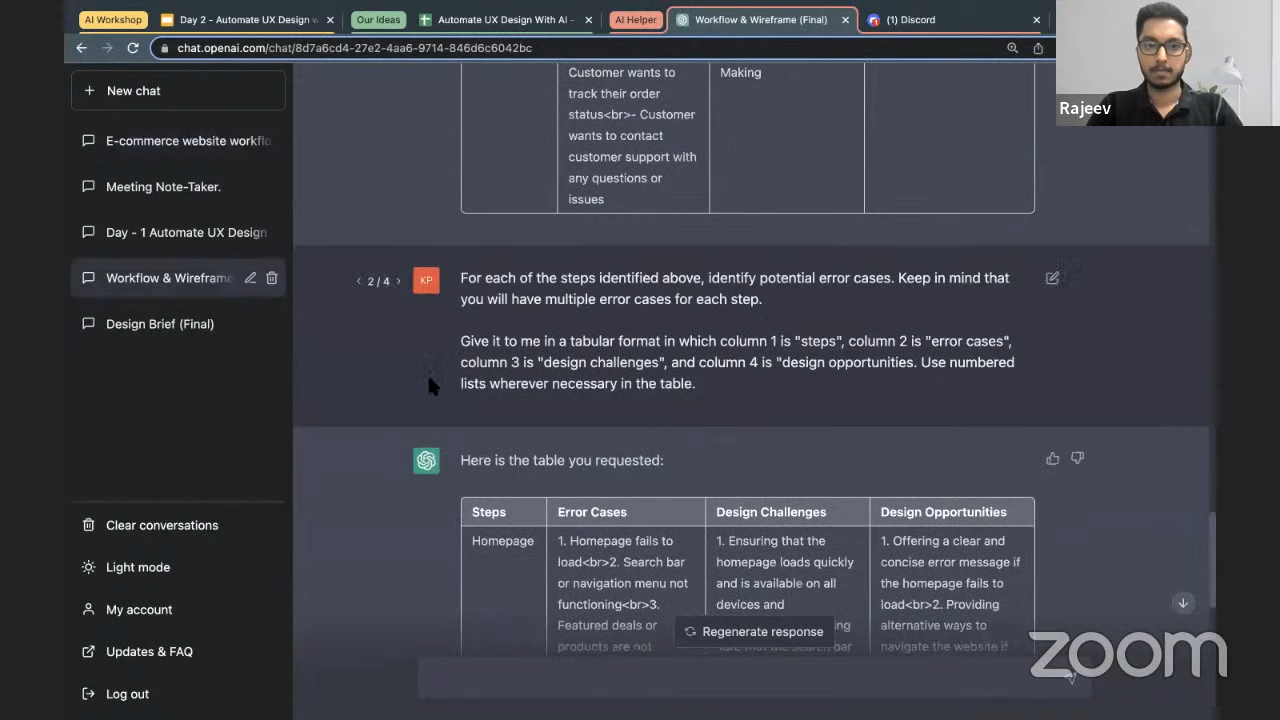 AI Workshop
Day 2 - Automate UX Design w
Our Ideas
Automate UX Design With AI -
AI Helper
Workflow & Wireframe (Final)
(1) Discord
chat.openai.com/chat/8d7a6cd4-27e2-4aa6-9714-846d6c6042bc
Rajeev
New chat
E-commerce website workflo
Meeting Note-Taker.
Day - 1 Automate UX Design
Workflow & Wireframe
Design Brief (Final)
Clear conversations
Light mode
My account
Updates & FAQ
Log out
Customer wants to
track their order
status<br>- Customer
wants to contact
customer support with
any questions or
issues
Making
2 / 4
KP
For each of the steps identified above, identify potential error cases. Keep in mind that
you will have multiple error cases for each step.
Give it to me in a tabular format in which column 1 is "steps", column 2 is "error cases",
column 3 is "design challenges", and column 4 is "design opportunities. Use numbered
lists wherever necessary in the table.
Here is the table you requested:
Steps
Error Cases
Design Challenges
Design Opportunities
Homepage
1. Homepage fails to
load<br>2. Search bar
or navigation menu not
functioning<br>3.
Featured deals or
products are not
1. Ensuring that the
homepage loads quickly
and is available on all
devices and
1. Offering a clear and
concise error message if
the homepage fails to
load<br>2. Providing
alternative ways to
navigate the website if
Regenerate response
zoom